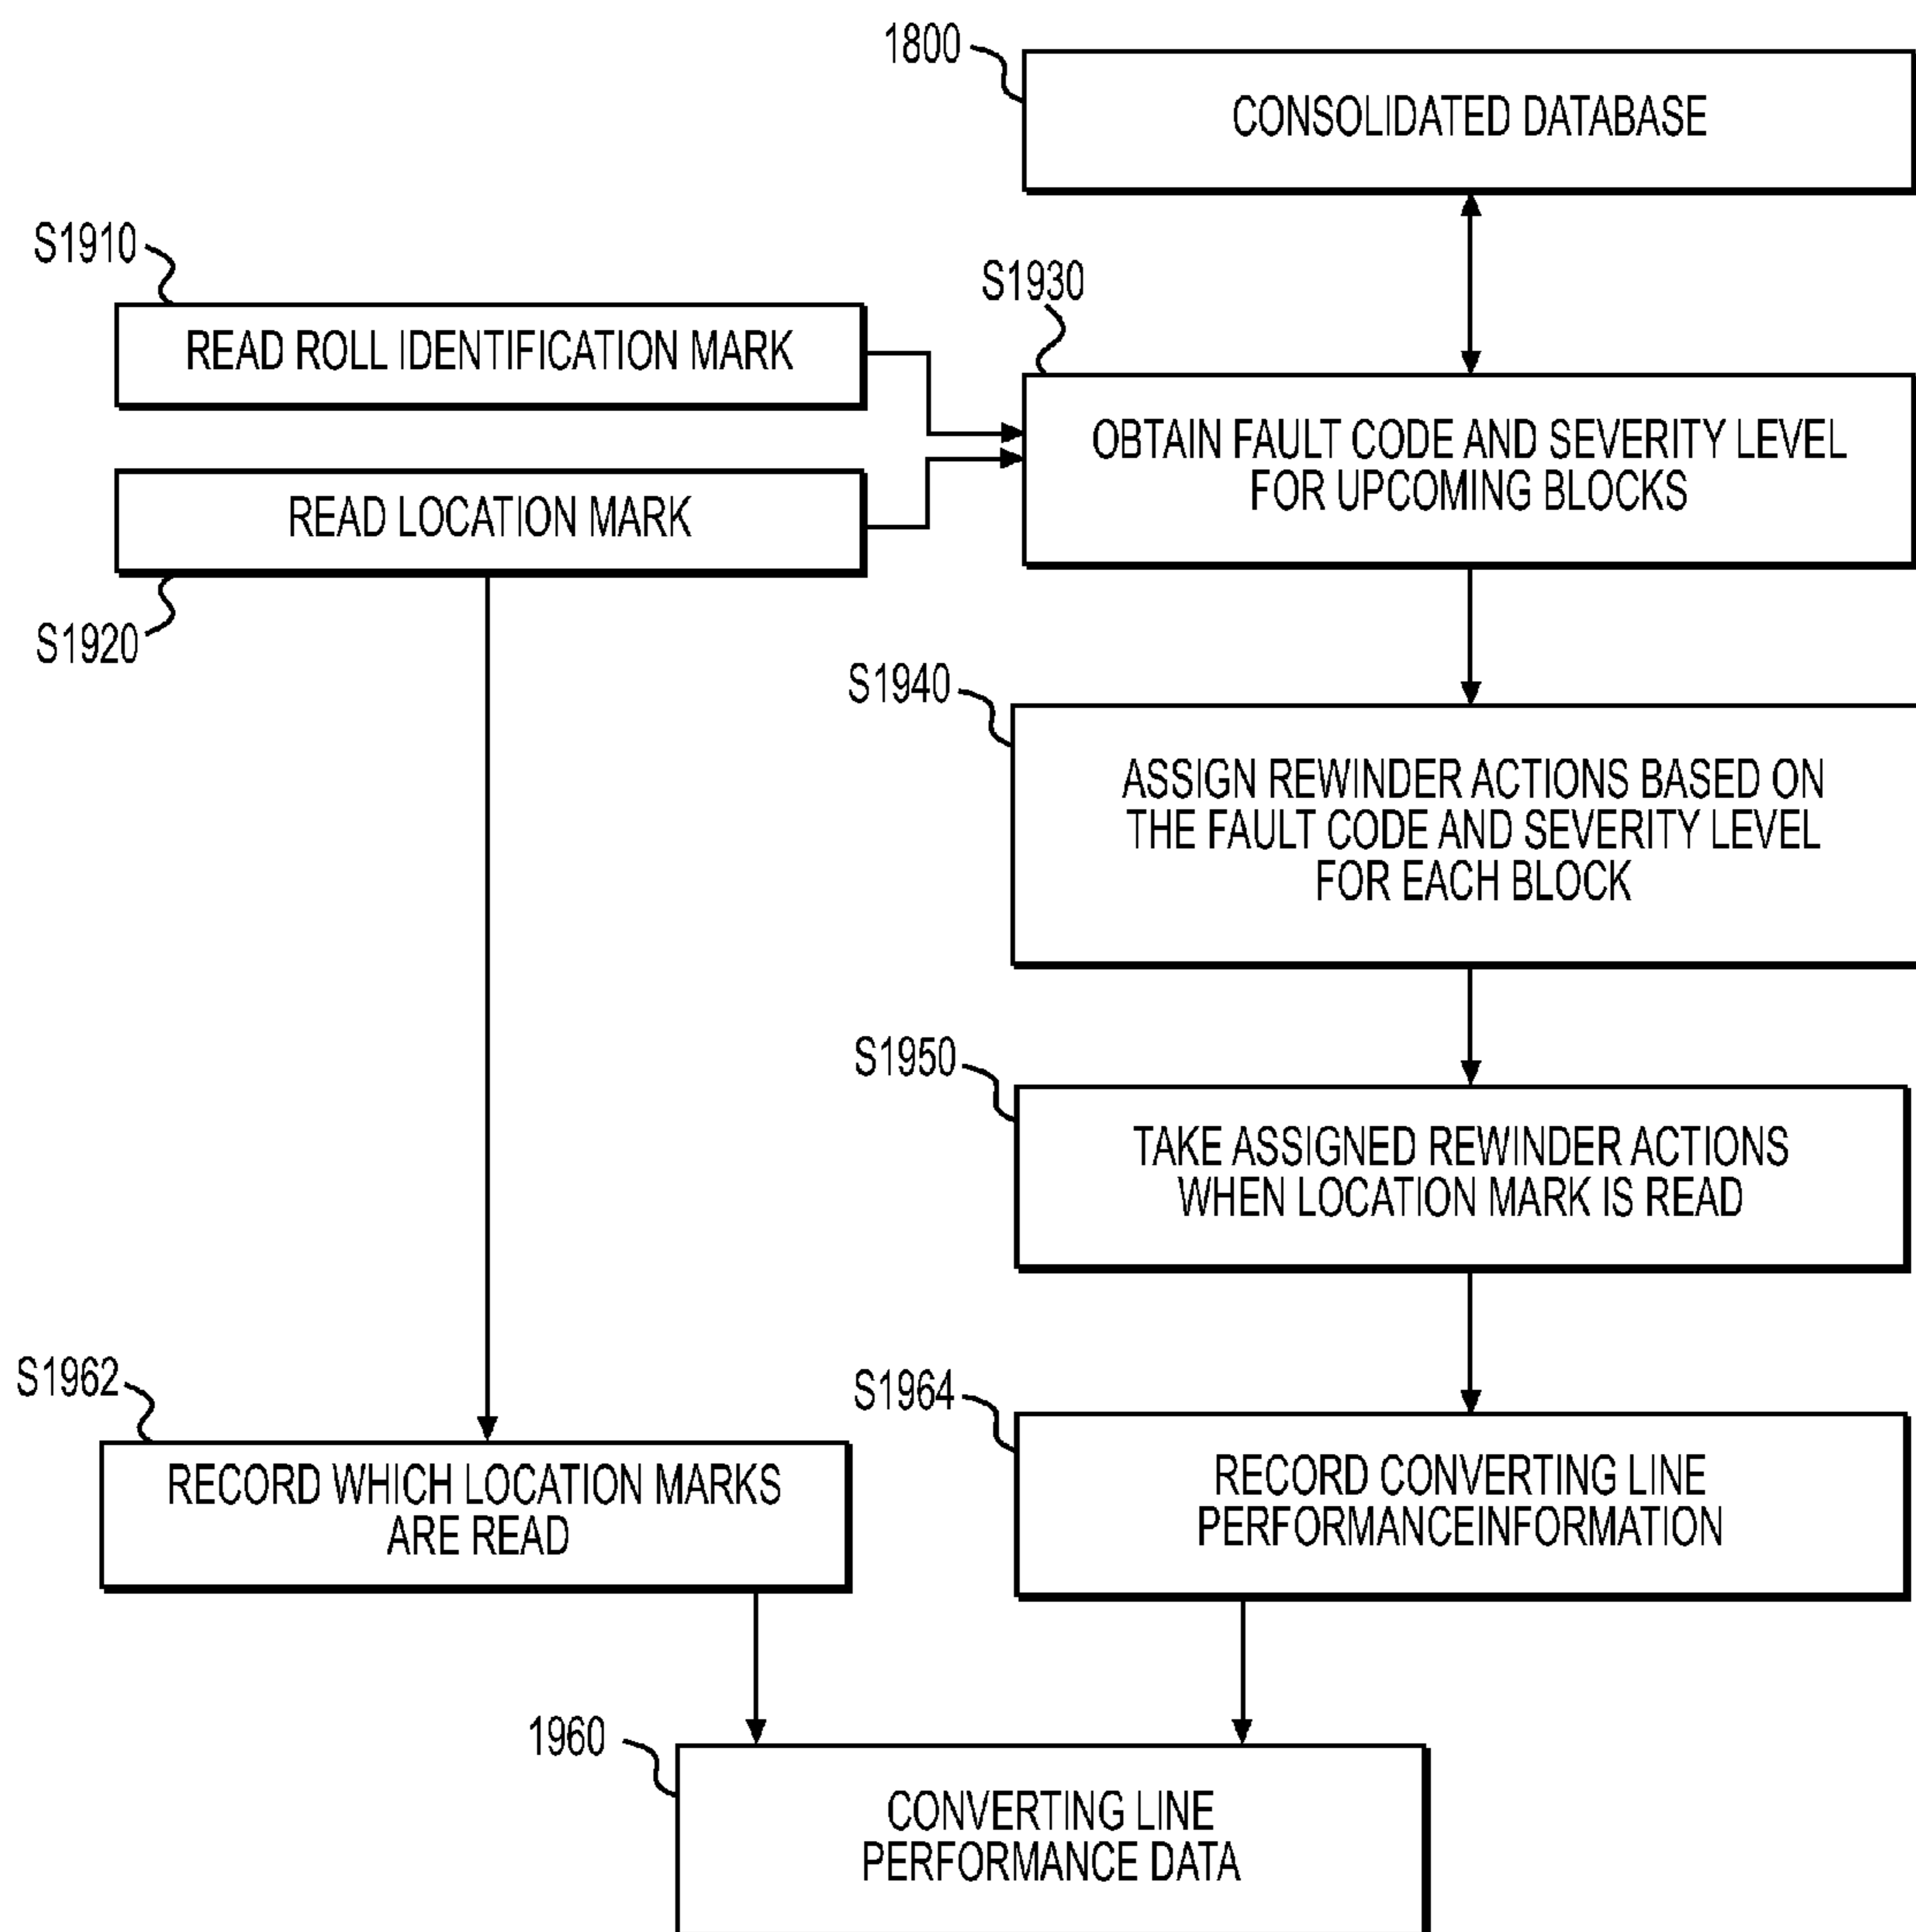 1800
CONSOLIDATED DATABASE
S1910
READ ROLL IDENTIFICATION MARK
S1930
OBTAIN FAULT CODE AND SEVERITY LEVEL
FOR UPCOMING BLOCKS
READ LOCATION MARK
S1920
S1940
ASSIGN REWINDER ACTIONS BASED ON
THE FAULT CODE AND SEVERITY LEVEL
FOR EACH BLOCK
S1950
TAKE ASSIGNED REWINDER ACTIONS
WHEN LOCATION MARK IS READ
S1962
RECORD WHICH LOCATION MARKS
ARE READ
S1964
RECORD CONVERTING LINE
PERFORMANCEINFORMATION
1960
CONVERTING LINE
PERFORMANCE DATA